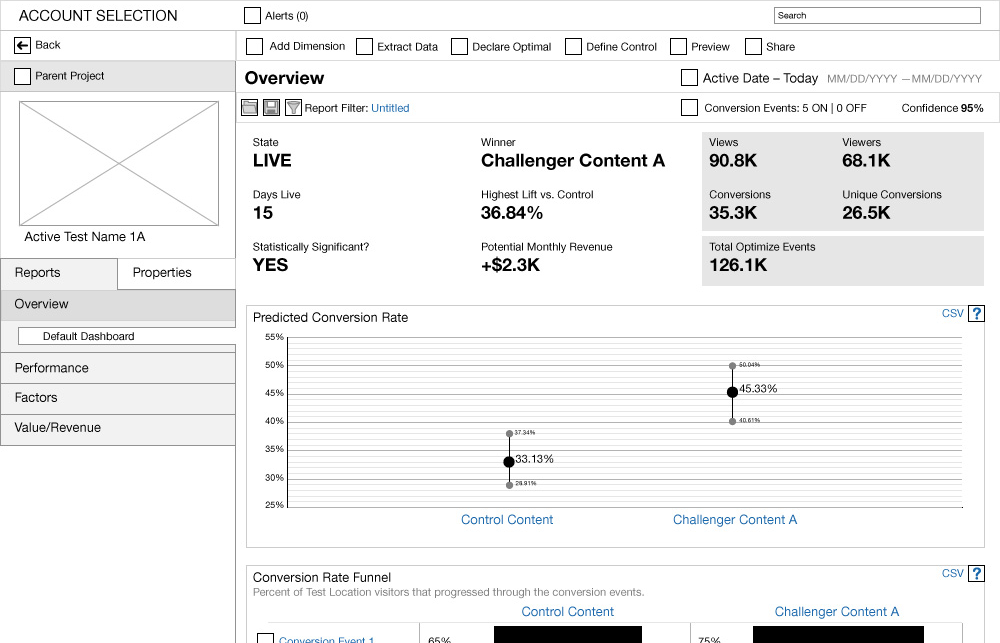 ACCOUNT SELECTION
Alerts (0)
Search
Back
Add Dimension
Extract Data
Declare Optimal
Define Control
Preview
Share
Parent Project
Overview
Active Date – Today MM/DD/YYYY – MM/DD/YYYY
Report Filter: Untitled
Conversion Events: 5 ON | 0 OFF
Confidence 95%
Active Test Name 1A
State
LIVE
Winner
Challenger Content A
Views
90.8K
Viewers
68.1K
Days Live
15
Highest Lift vs. Control
36.84%
Conversions
35.3K
Unique Conversions
26.5K
Statistically Significant?
YES
Potential Monthly Revenue
+$2.3K
Total Optimize Events
126.1K
Reports
Properties
Overview
Default Dashboard
Performance
Factors
Value/Revenue
Predicted Conversion Rate
CSV ?
55%
50%
45%
40%
35%
30%
25%
50.04%
45.33%
40.61%
37.34%
33.13%
28.91%
Control Content
Challenger Content A
Conversion Rate Funnel
CSV ?
Percent of Test Location visitors that progressed through the conversion events.
Control Content
Challenger Content A
Conversion Event 1
65%
75%